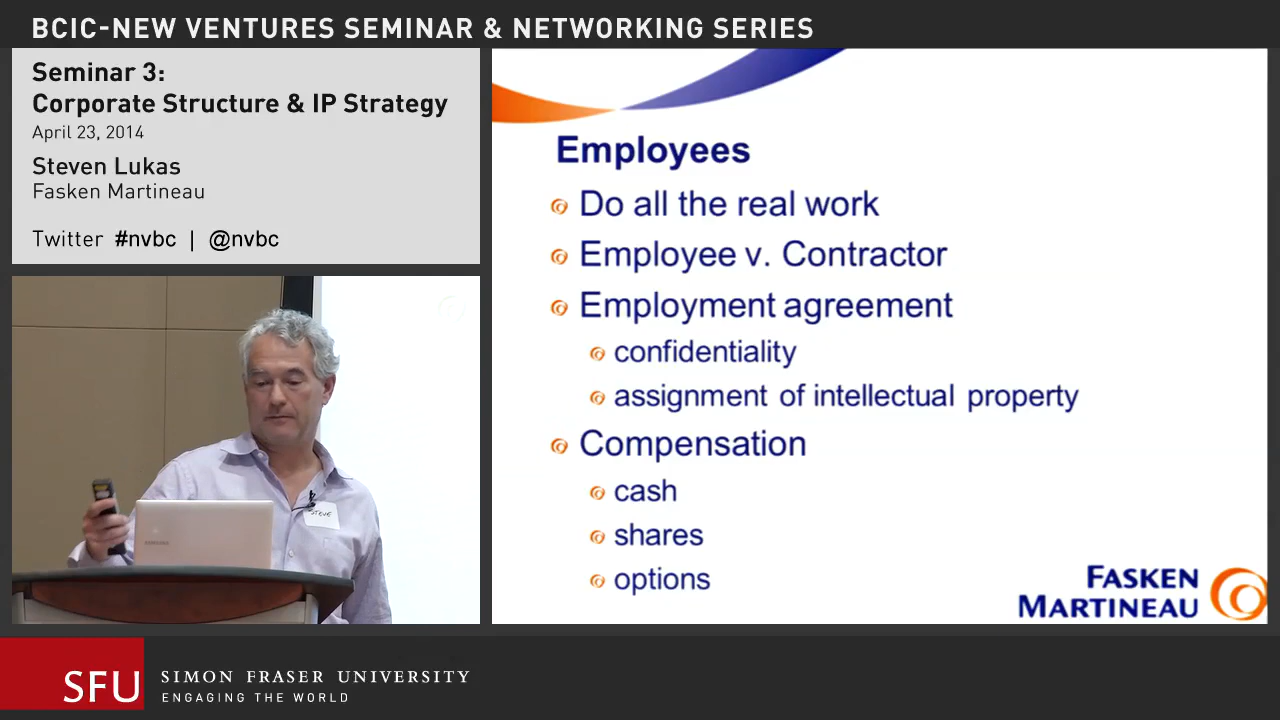 BCIC-NEW VENTURES SEMINAR & NETWORKING SERIES
Seminar 3:
Corporate Structure & IP Strategy
April 23, 2014
Steven Lukas
Fasken Martineau
Twitter #nvbc | @nvbc
Employees
Do all the real work
Employee v. Contractor
Employment agreement
confidentiality
assignment of intellectual property
Compensation
cash
shares
options
FASKEN
MARTINEAU
STEVE
SAMSUNG
SFU
SIMON FRASER UNIVERSITY
ENGAGING THE WORLD